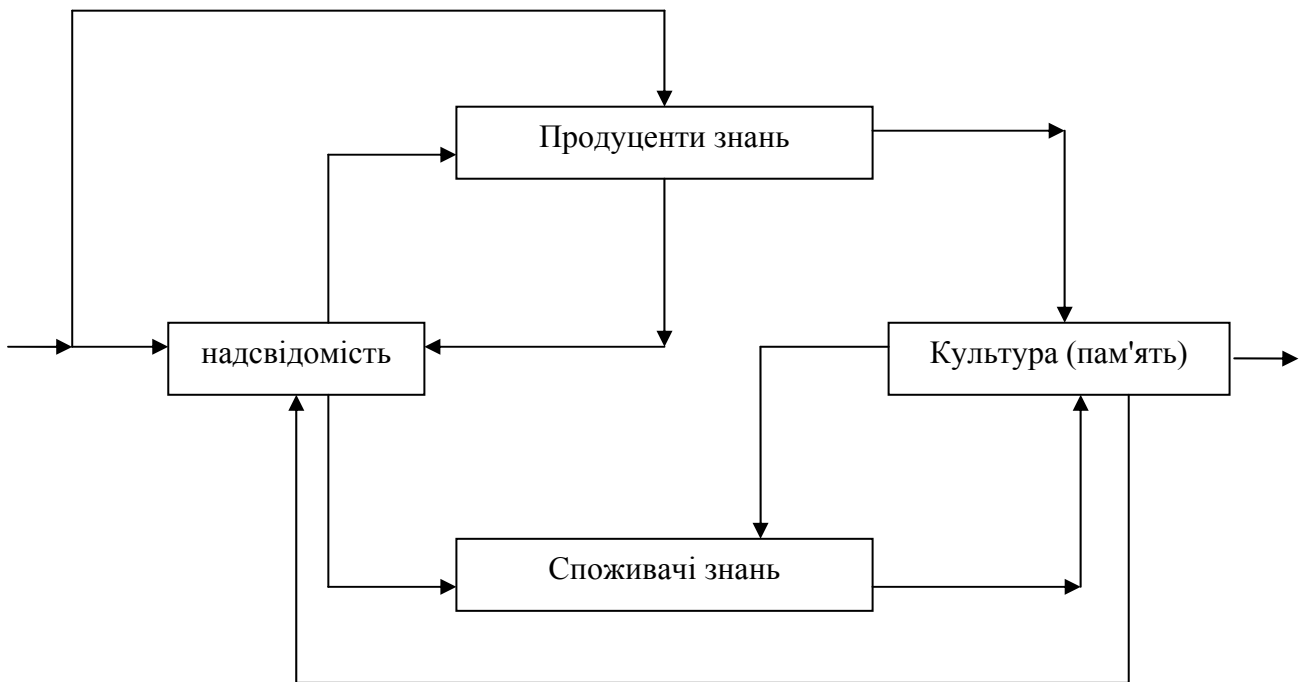 Продуценти знань
надсвідомість
Культура (пам'ять)
Споживачі знань